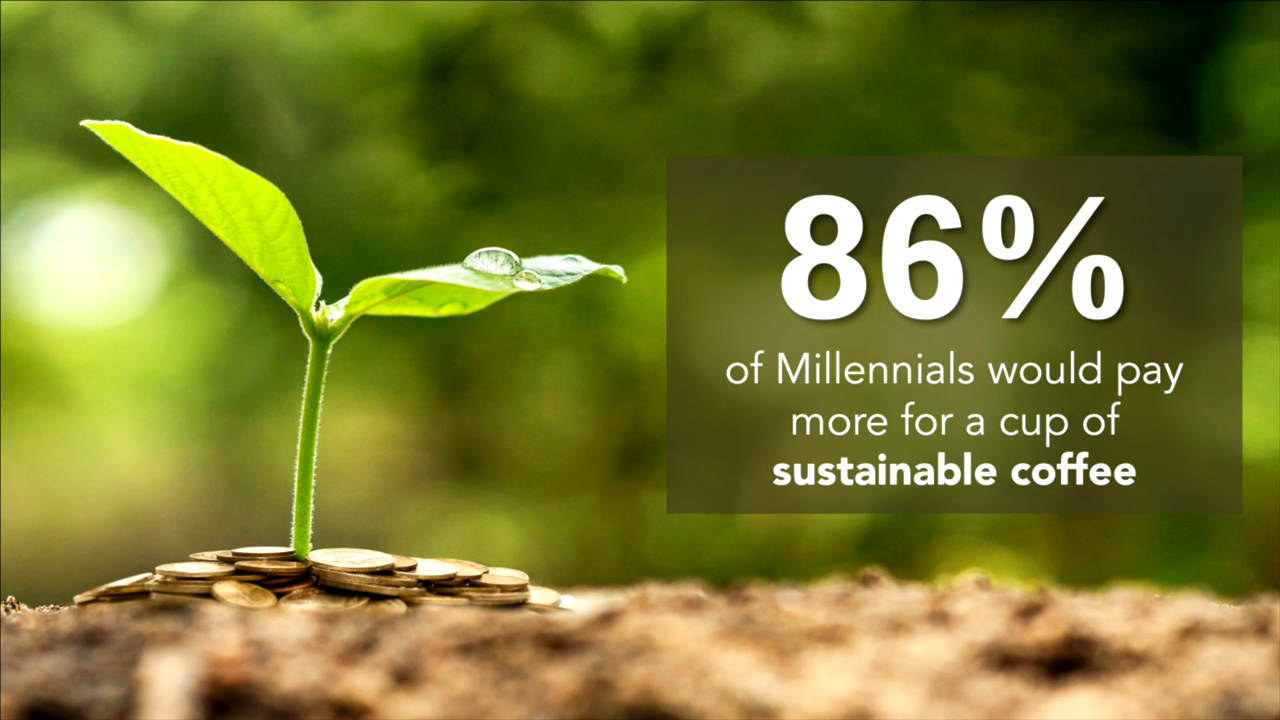 86%
of Millennials would pay
more for a cup of
sustainable coffee